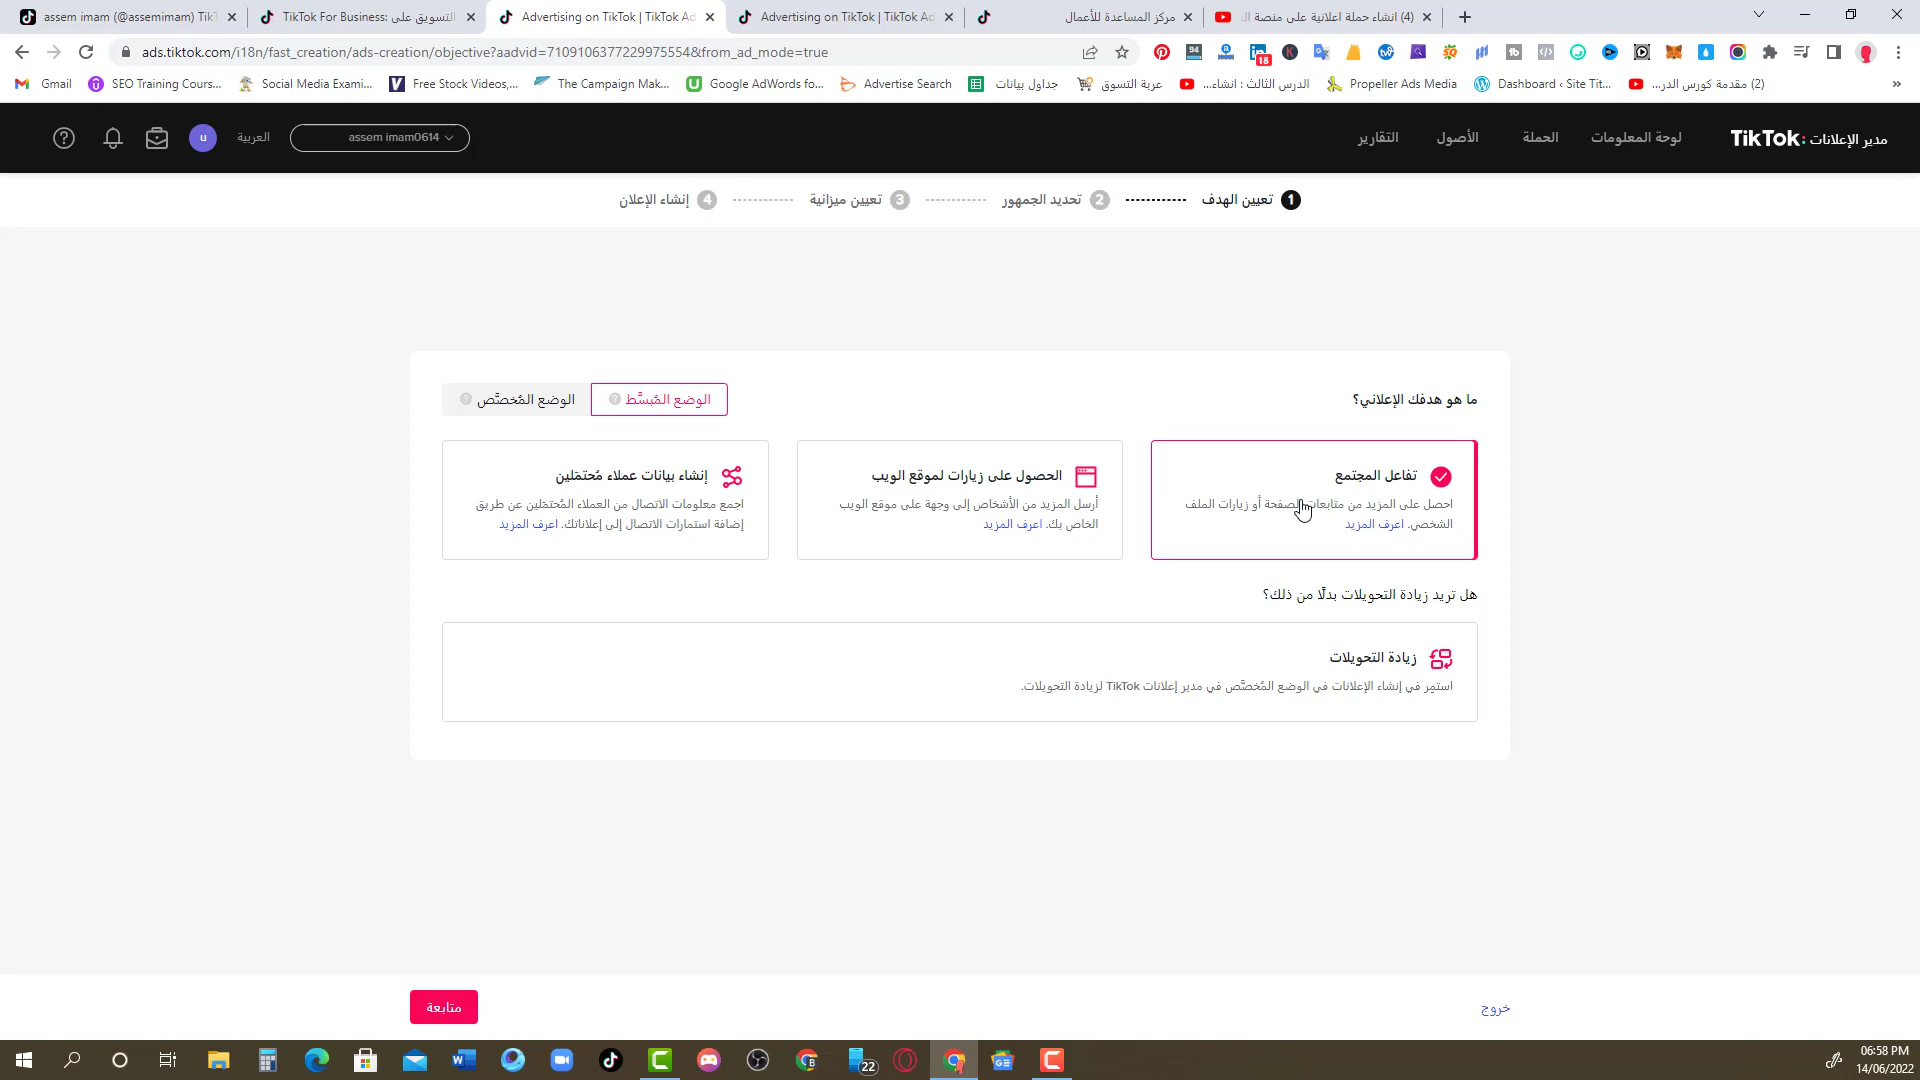 assem imam (@assemimam) TikT
TikTok For Business: التسويق على
Advertising on TikTok | TikTok Ad
Advertising on TikTok | TikTok Ad
مركز المساعدة للأعمال
(4) انشاء حملة اعلانية على منصة
ads.tiktok.com/i18n/fast_creation/ads-creation/objective?aadvid=7109106377229975554&from_ad_mode=true
94
18
Gmail
SEO Training Cours...
Social Media Exami...
Free Stock Videos,...
The Campaign Mak...
Google AdWords fo...
Advertise Search
جداول بيانات
عربة التسوق
الدرس الثالث : انشاء...
Propeller Ads Media
Dashboard ‹ Site Tit...
(2) مقدمة كورس الدر...
»
TikTok: مدير الإعلانات
لوحة المعلومات
الحملة
الأصول
التقارير
assem imam0614
العربية
u
1 تعيين الهدف
2 تحديد الجمهور
3 تعيين ميزانية
4 إنشاء الإعلان
ما هو هدفك الإعلاني؟
الوضع المُبسَّط
الوضع المُخصَّص
تفاعل المجتمع
احصل على المزيد من متابعات الصفحة أو زيارات الملف
الشخصي. اعرف المزيد
الحصول على زيارات لموقع الويب
أرسل المزيد من الأشخاص إلى وجهة على موقع الويب
الخاص بك. اعرف المزيد
إنشاء بيانات عملاء مُحتمَلين
اجمع معلومات الاتصال من العملاء المُحتمَلين عن طريق
إضافة استمارات الاتصال إلى إعلاناتك. اعرف المزيد
هل تريد زيادة التحويلات بدلًا من ذلك؟
زيادة التحويلات
استمِر في إنشاء الإعلانات في الوضع المُخصَّص في مدير إعلانات TikTok لزيادة التحويلات.
خروج
متابعة
22
06:58 PM
14/06/2022